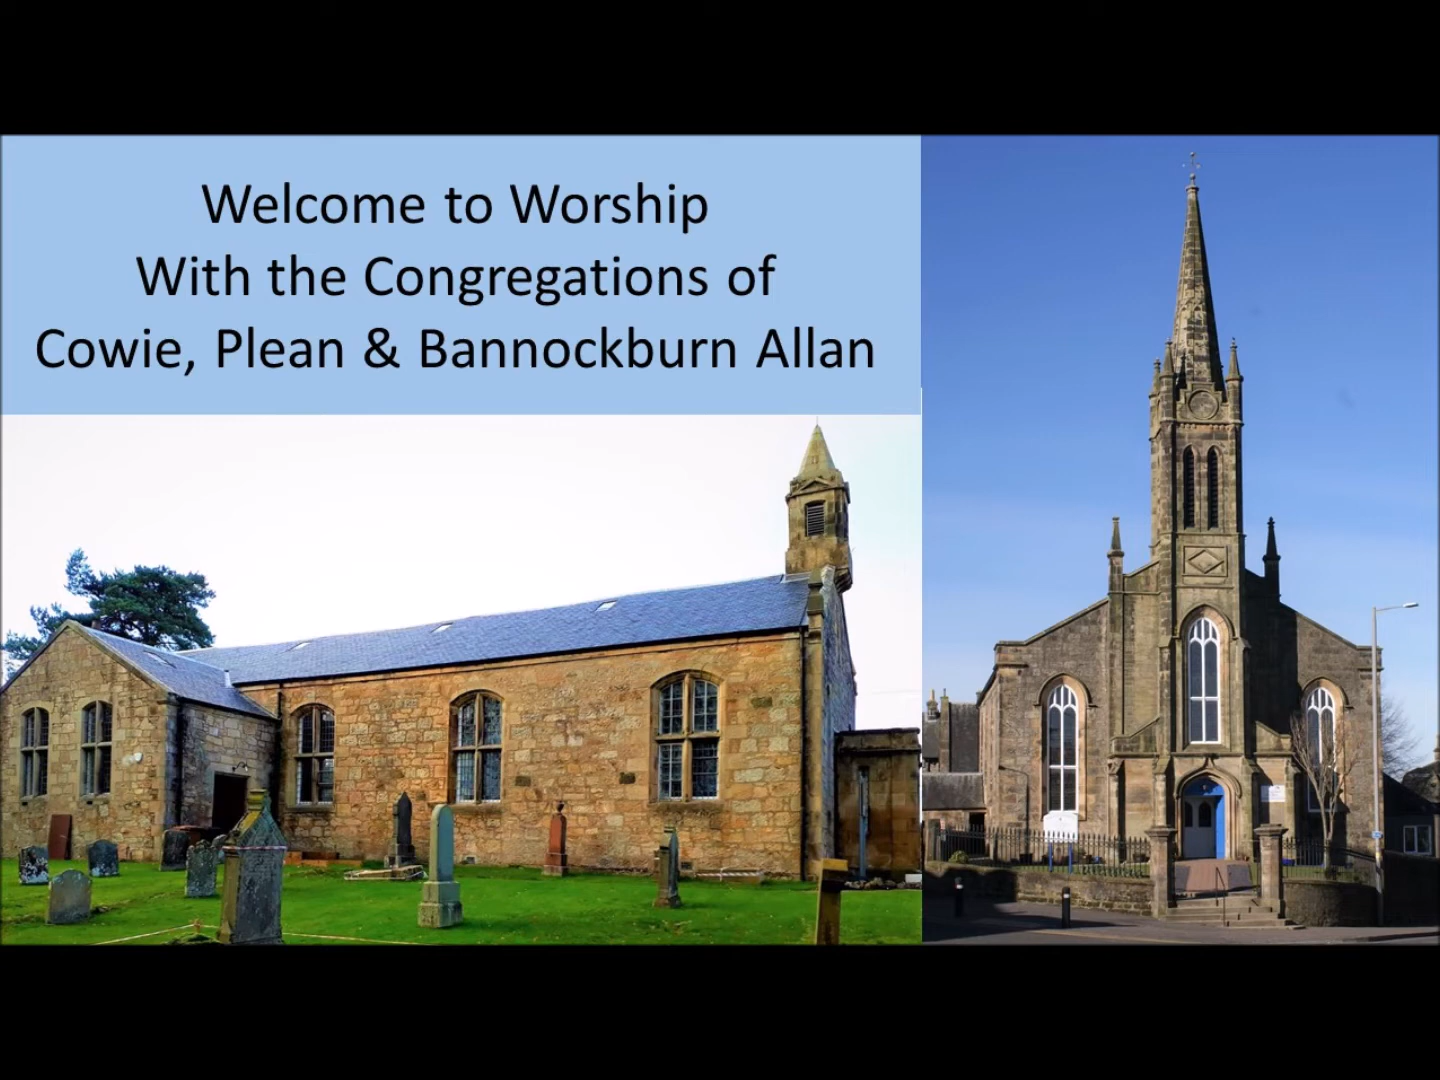 Welcome to Worship
With the Congregations of
Cowie, Plean & Bannockburn Allan